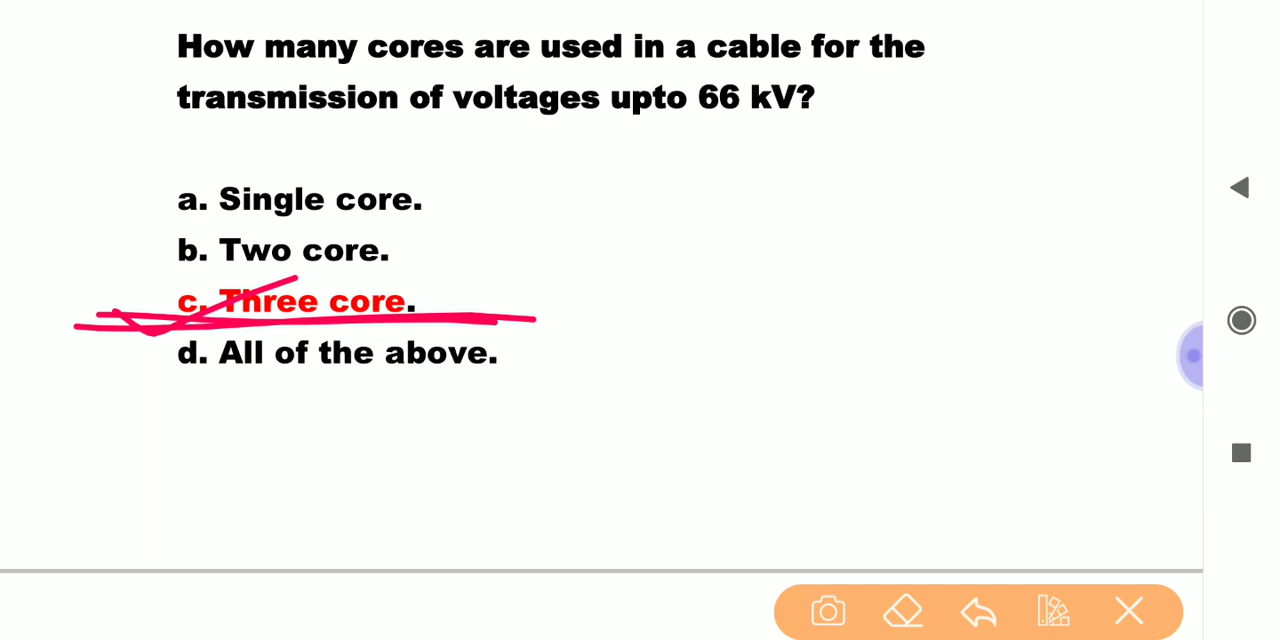 How many cores are used in a cable for the
transmission of voltages upto 66 kV?
a. Single core.
b. Two core.
c. Three core.
d. All of the above.